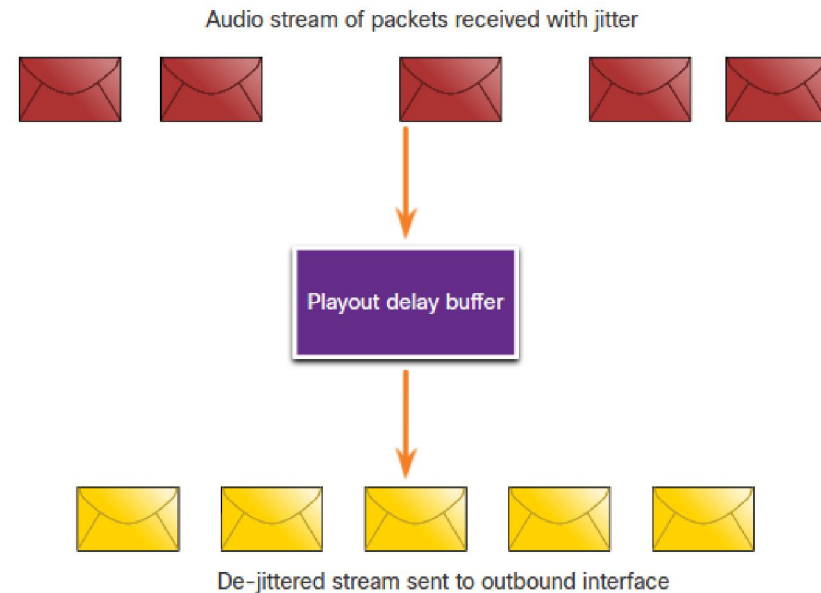 Audio stream of packets received with jitter
Playout delay buffer
De-jittered stream sent to outbound interface